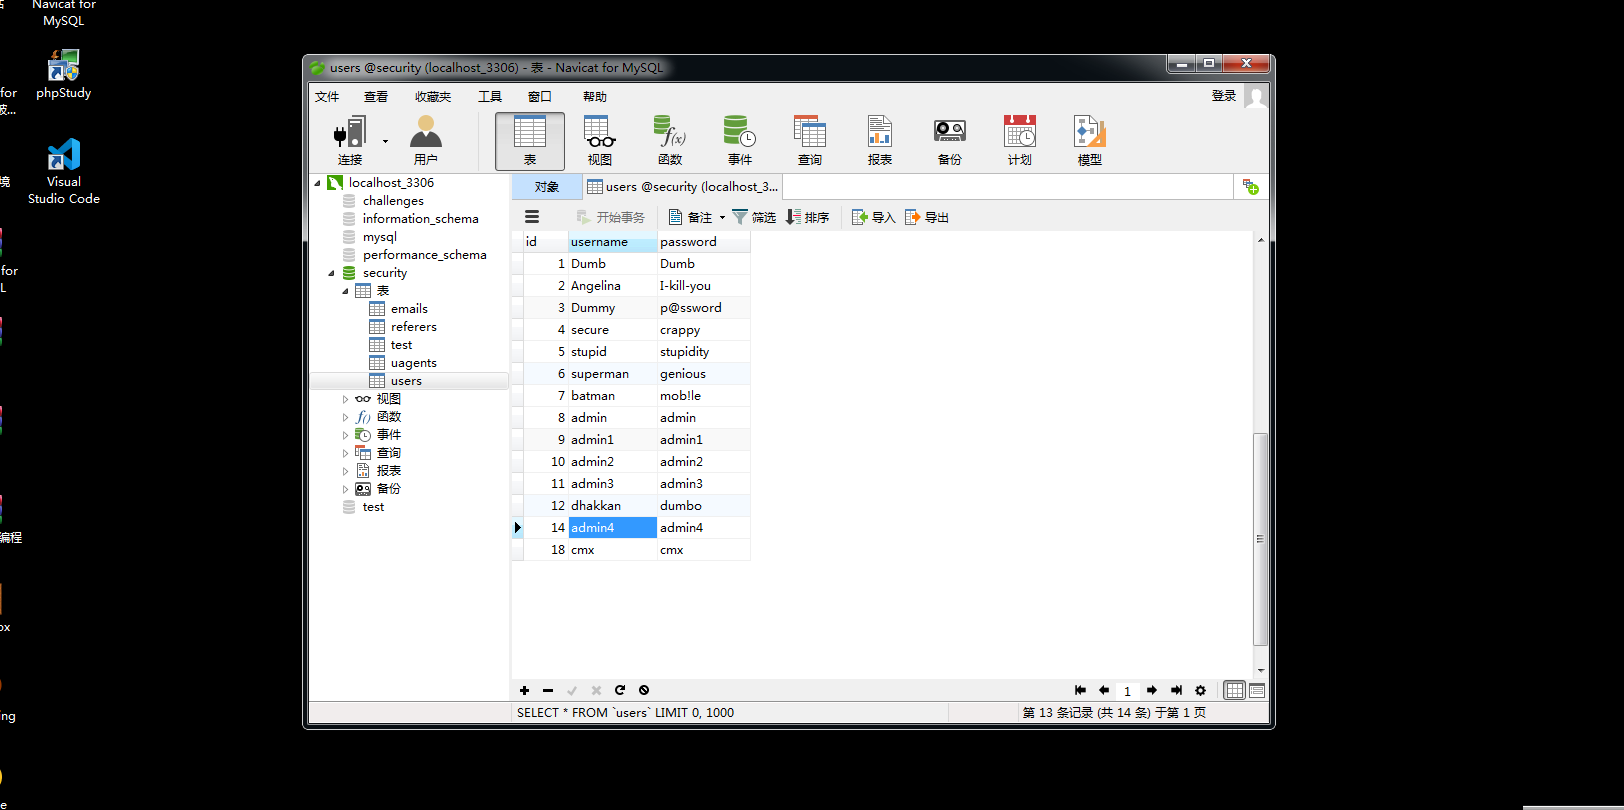 Navicat for
MySQL
phpStudy
Visual
Studio Code
for
境
for
L
编程
ox
ing
e
users @security (localhost_3306) - 表 - Navicat for MySQL
文件 查看 收藏夹 工具 窗口 帮助 登录
连接 用户 表 视图 函数 事件 查询 报表 备份 计划 模型
localhost_3306
challenges
information_schema
mysql
performance_schema
security
表
emails
referers
test
uagents
users
视图
函数
事件
查询
报表
备份
test
对象 users @security (localhost_3...
开始事务 备注 筛选 排序 导入 导出
id username password
1 Dumb Dumb
2 Angelina I-kill-you
3 Dummy p@ssword
4 secure crappy
5 stupid stupidity
6 superman genious
7 batman mob!le
8 admin admin
9 admin1 admin1
10 admin2 admin2
11 admin3 admin3
12 dhakkan dumbo
14 admin4 admin4
18 cmx cmx
1
SELECT * FROM `users` LIMIT 0, 1000 第 13 条记录 (共 14 条) 于第 1 页